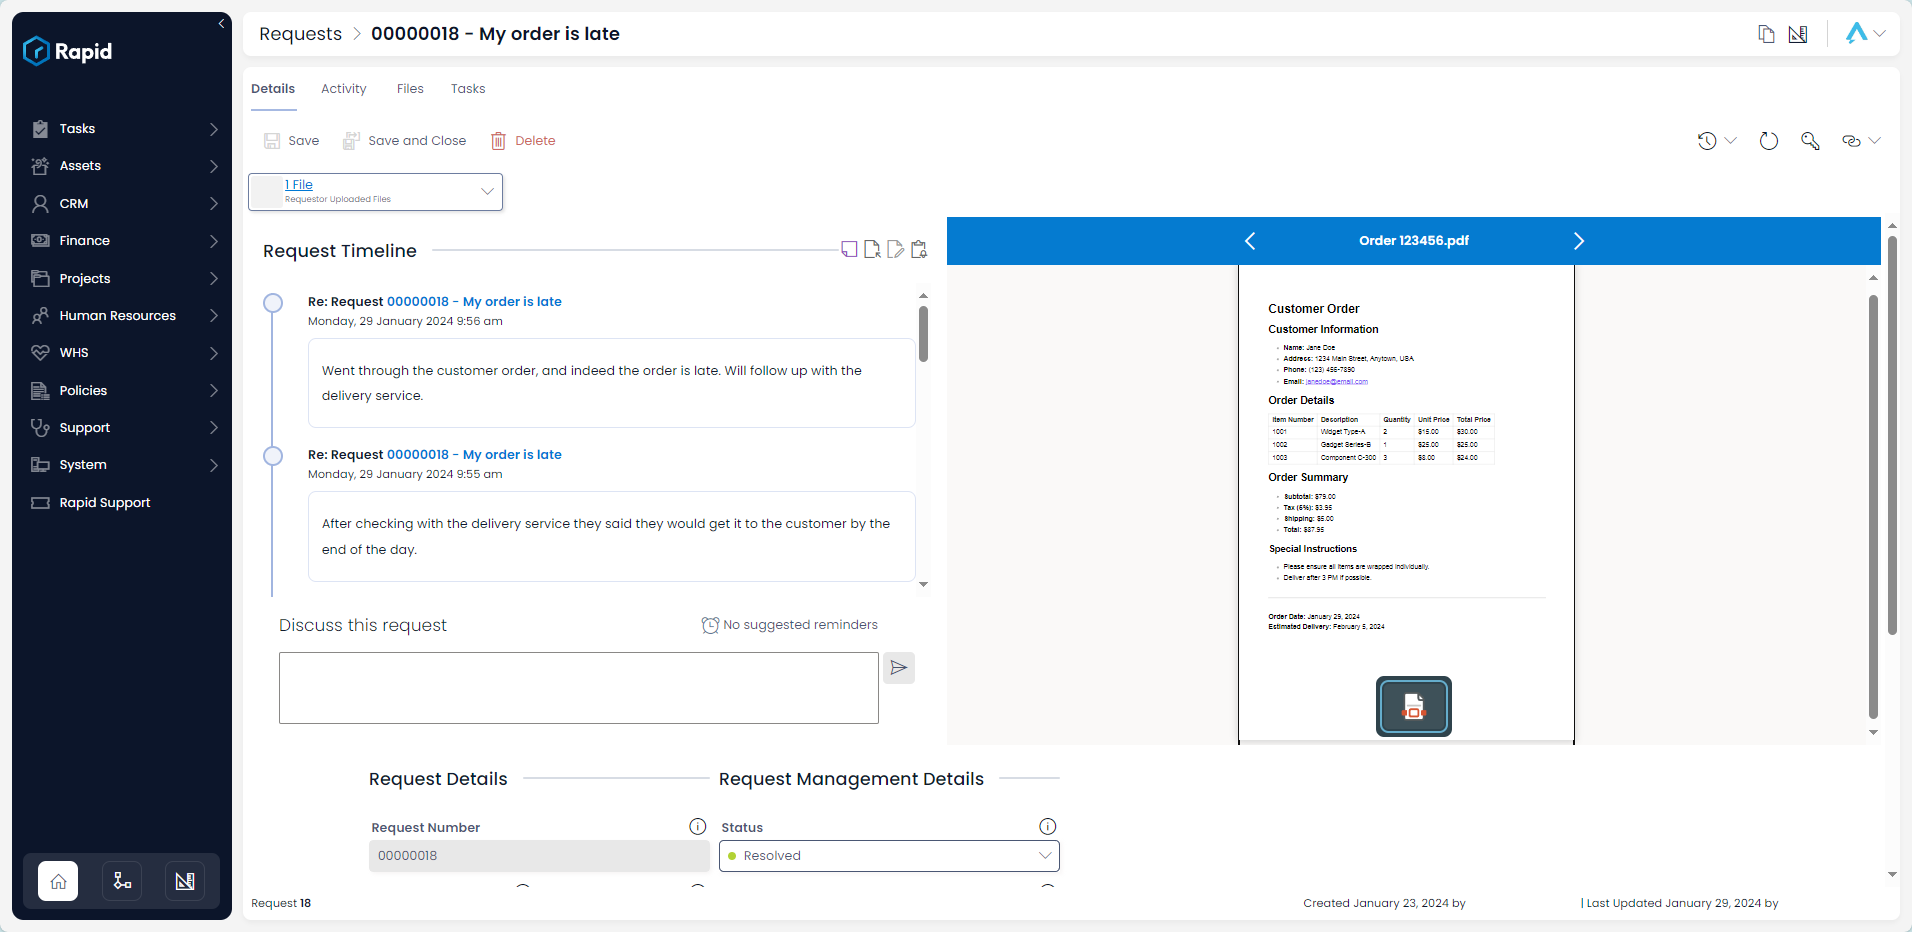 Rapid
Tasks
Assets
CRM
Finance
Projects
Human Resources
WHS
Policies
Support
System
Rapid Support
Requests > 00000018 - My order is late
Details Activity Files Tasks
Save Save and Close Delete
1 File
Requestor Uploaded Files
Request Timeline
Re: Request 00000018 - My order is late
Monday, 29 January 2024 9:56 am
Went through the customer order, and indeed the order is late. Will follow up with the
delivery service.
Re: Request 00000018 - My order is late
Monday, 29 January 2024 9:55 am
After checking with the delivery service they said they would get it to the customer by the
end of the day.
Discuss this request
No suggested reminders
Order 123456.pdf
Customer Order
Customer Information
Name: Jane Doe
Address: 1234 Main Street, Anytown, USA
Phone: (123) 456-7890
Email: janedoe@email.com
Order Details
Item Number Description Quantity Unit Price Total Price
1001 Widget Type-A 2 $15.00 $30.00
1002 Gadget Series-B 1 $25.00 $25.00
1003 Component C-300 3 $8.00 $24.00
Order Summary
Subtotal: $79.00
Tax (5%): $3.95
Shipping: $5.00
Total: $87.95
Special Instructions
Please ensure all items are wrapped individually.
Deliver after 3 PM if possible.
Order Date: January 29, 2024
Estimated Delivery: February 5, 2024
Request Details
Request Number
00000018
Request Management Details
Status
Resolved
Request 18
Created January 23, 2024 by
| Last Updated January 29, 2024 by